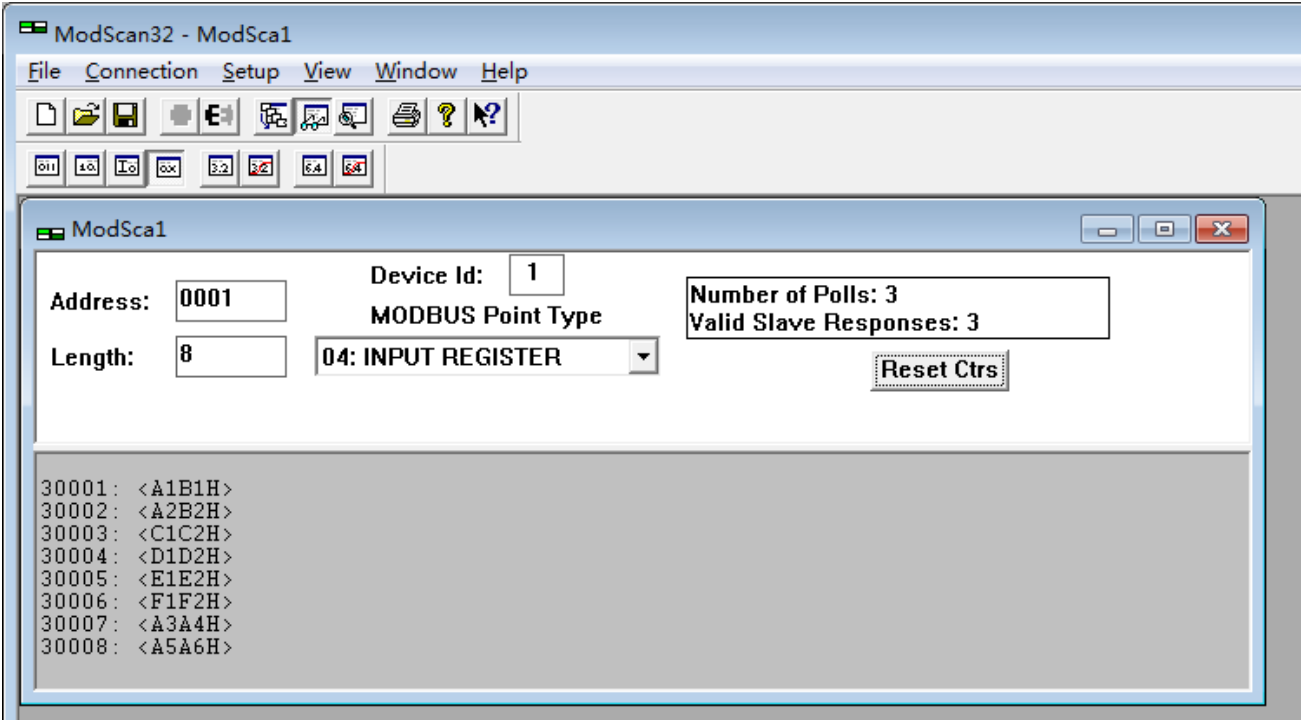 ModScan32 - ModSca1
File Connection Setup View Window Help
ModSca1
Address: 0001
Device Id: 1
MODBUS Point Type
Length: 8
04: INPUT REGISTER
Number of Polls: 3
Valid Slave Responses: 3
Reset Ctrs
30001: <A1B1H>
30002: <A2B2H>
30003: <C1C2H>
30004: <D1D2H>
30005: <E1E2H>
30006: <F1F2H>
30007: <A3A4H>
30008: <A5A6H>